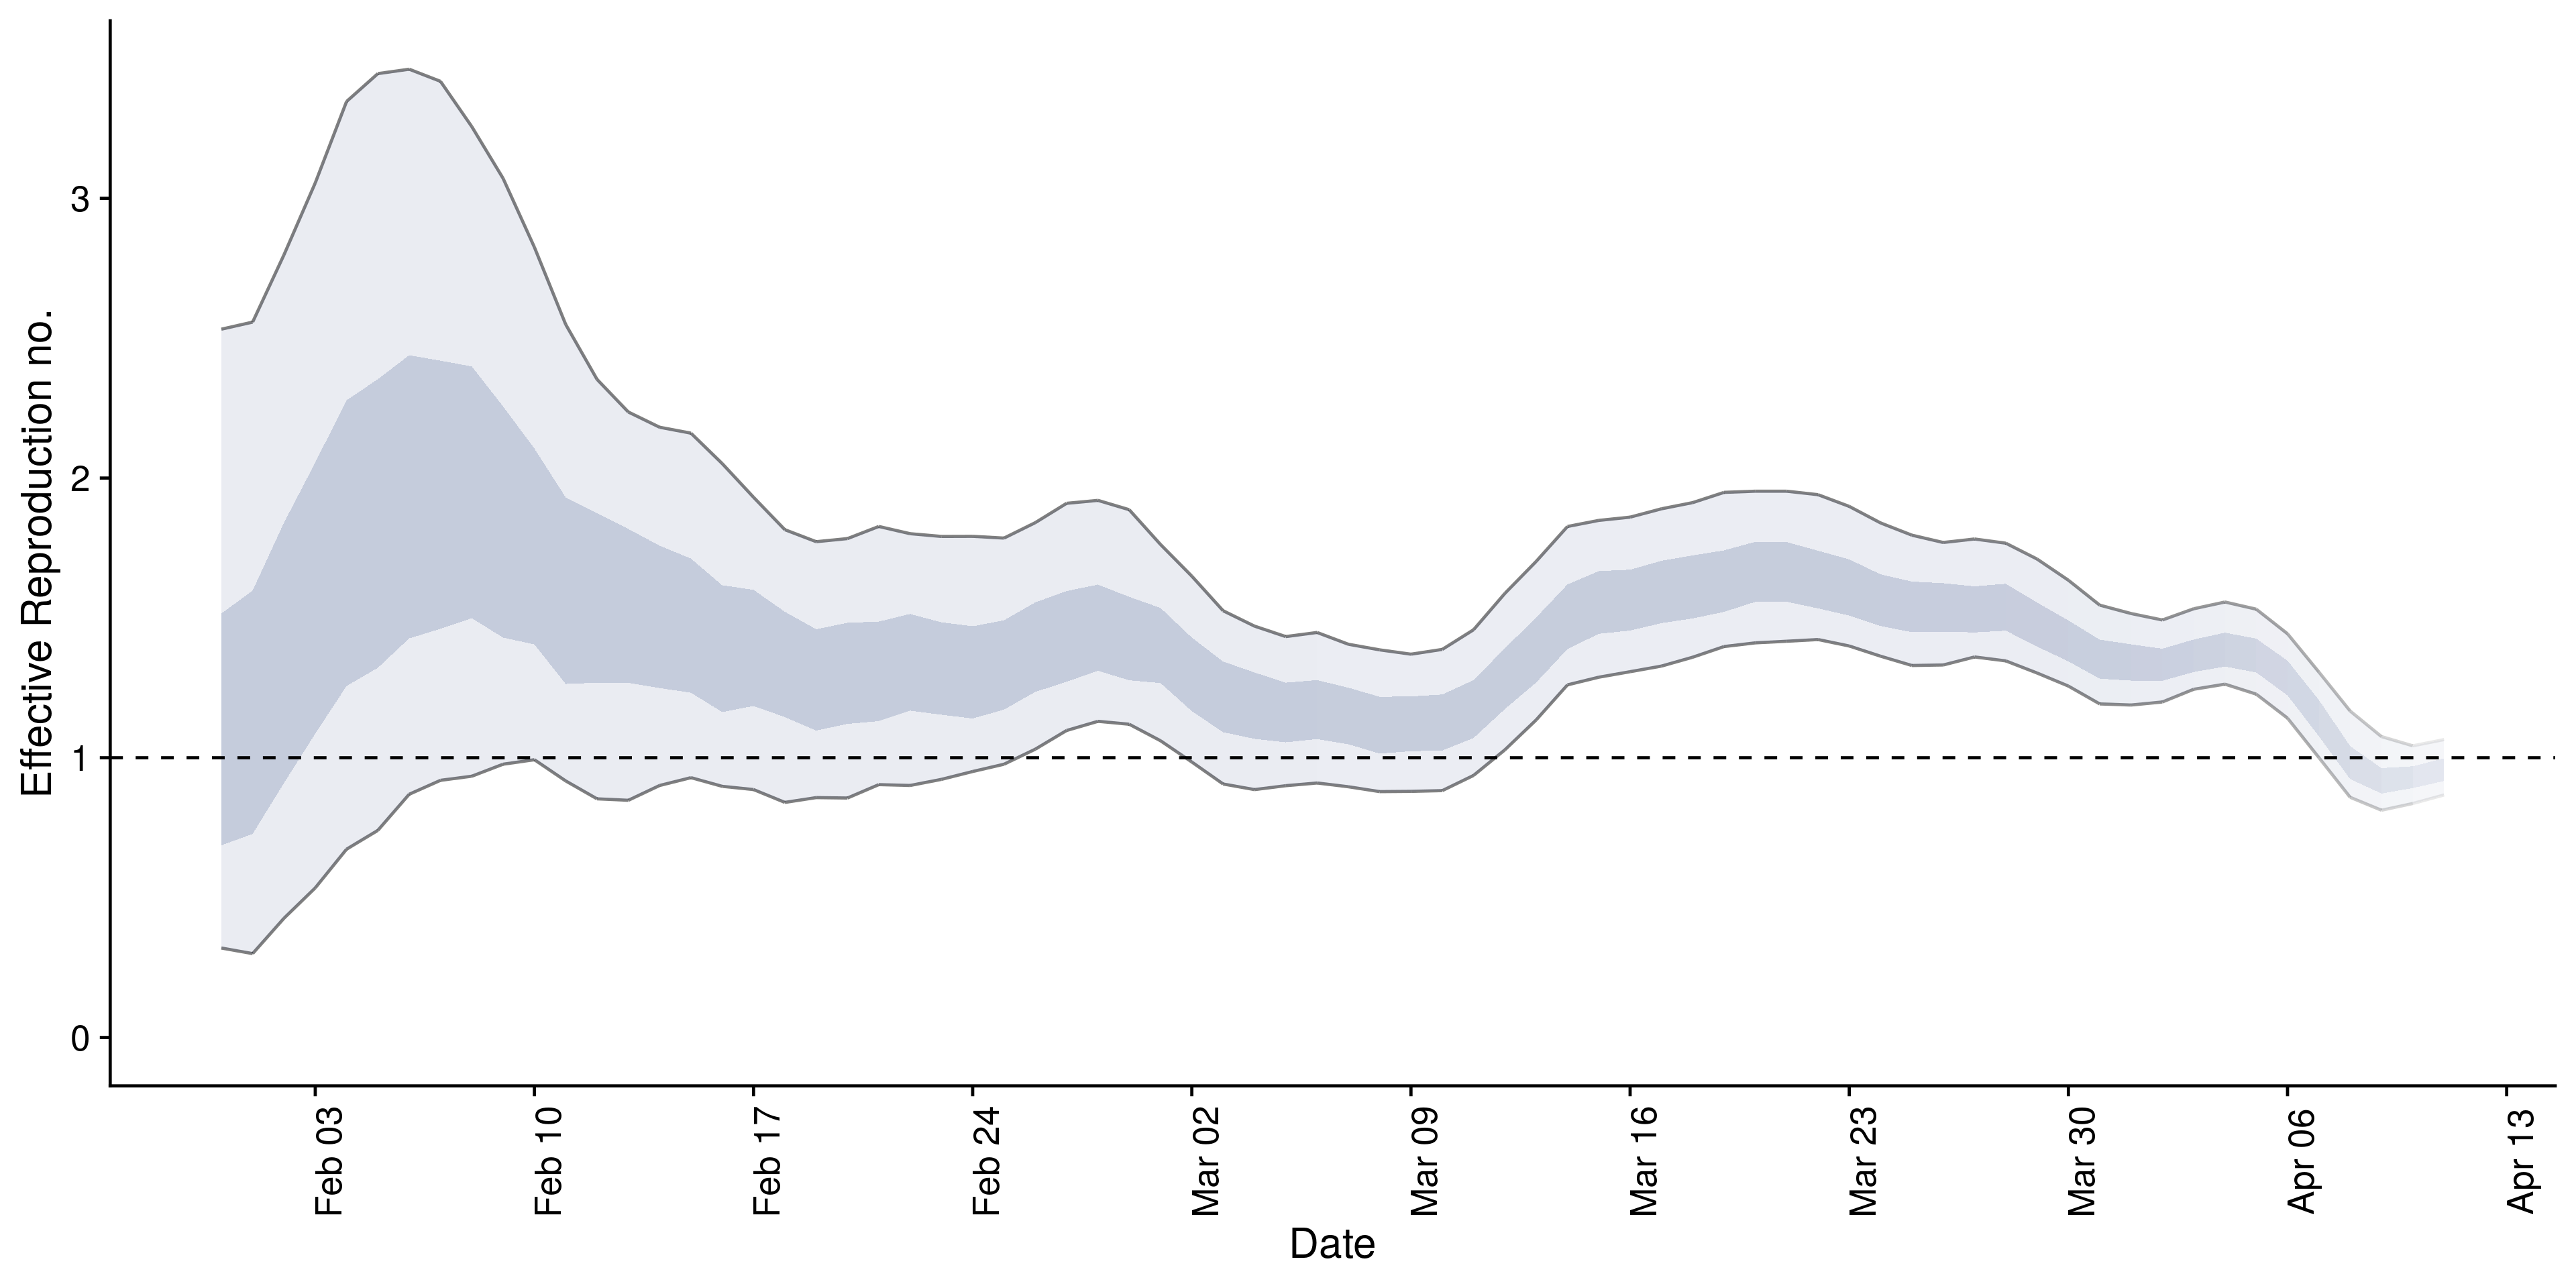 Effective Reproduction no.
3
2
1
0
Feb 03
Feb 10
Feb 17
Feb 24
Mar 02
Mar 09
Mar 16
Mar 23
Mar 30
Apr 06
Apr 13
Date